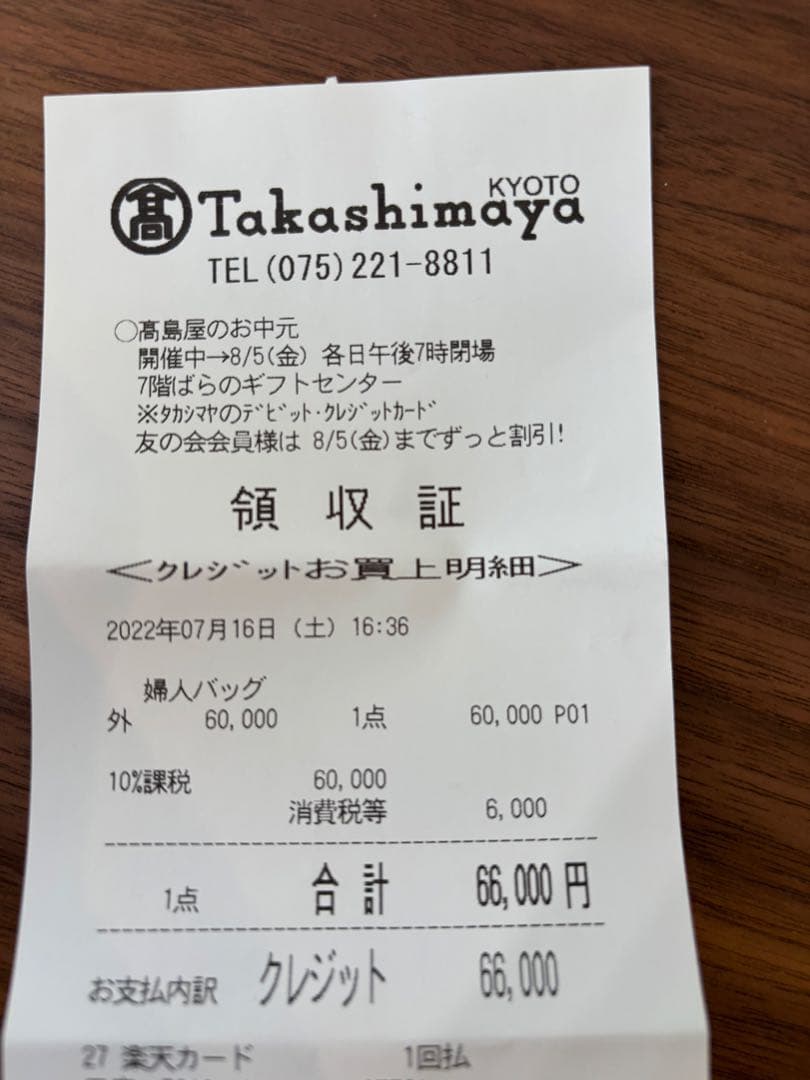 髙 Takashimaya KYOTO
TEL(075)221-8811
○髙島屋のお中元
開催中→8/5(金) 各日午後7時閉場
7階ばらのギフトセンター
※ﾀｶｼﾏﾔのﾃﾞﾋﾞｯﾄ･ｸﾚｼﾞｯﾄｶｰﾄﾞ
友の会会員様は 8/5(金)までずっと割引!
領 収 証
<クレジットお買上明細>
2022年07月16日 (土) 16:36
婦人バッグ
外 60,000 1点 60,000 P01
10%課税 60,000
消費税等 6,000
1点 合 計 66,000 円
お支払内訳 クレジット 66,000
27 楽天カード 1回払